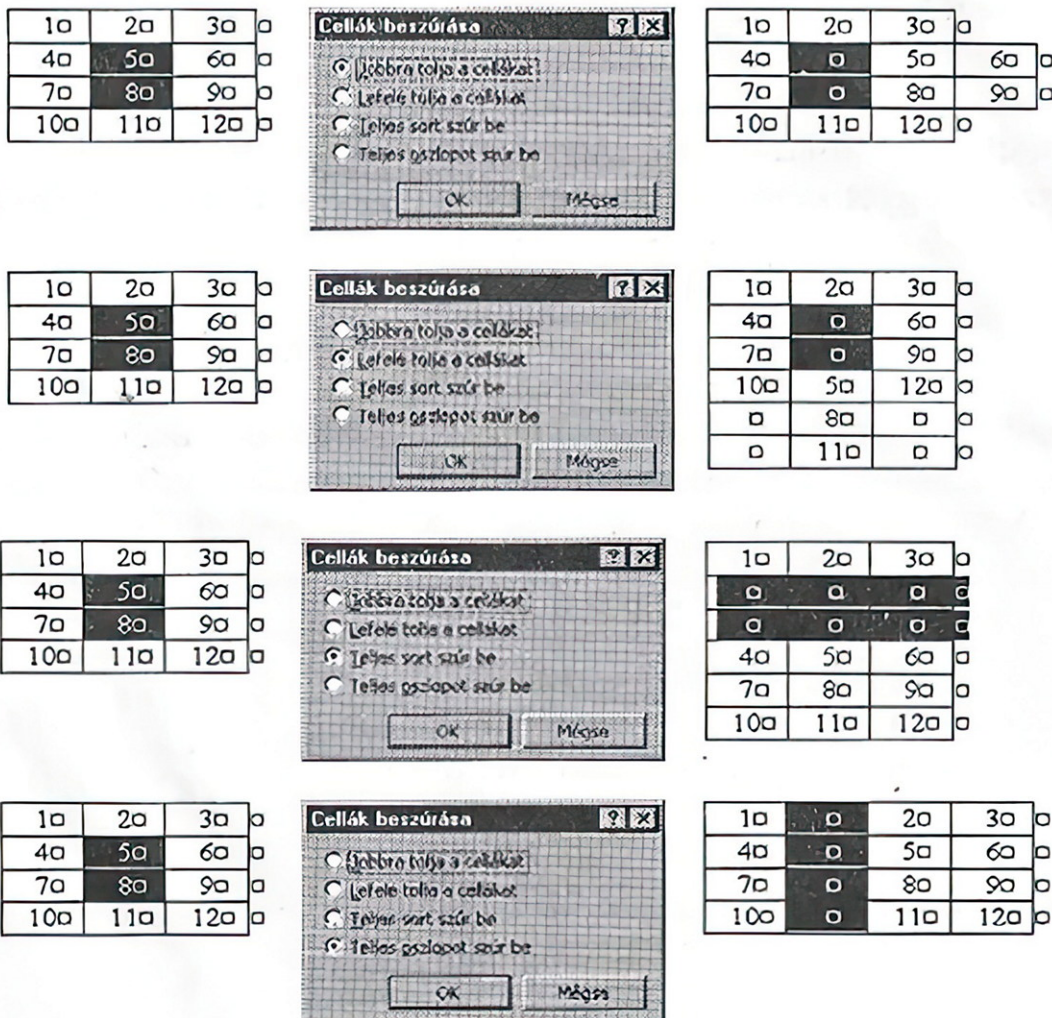 1¤ 2¤ 3¤ ¤
4¤ 5¤ 6¤ ¤
7¤ 8¤ 9¤ ¤
10¤ 11¤ 12¤ ¤
Cellák beszúrása ? X
Jobbra tolja a cellákat
Lefelé tolja a cellákat
Teljes sort szúr be
Teljes oszlopot szúr be
OK Mégse
1¤ 2¤ 3¤ ¤
4¤ ¤ 5¤ 6¤ ¤
7¤ ¤ 8¤ 9¤ ¤
10¤ 11¤ 12¤ ¤
1¤ 2¤ 3¤ ¤
4¤ 5¤ 6¤ ¤
7¤ 8¤ 9¤ ¤
10¤ 11¤ 12¤ ¤
Cellák beszúrása ? X
Jobbra tolja a cellákat
Lefelé tolja a cellákat
Teljes sort szúr be
Teljes oszlopot szúr be
OK Mégse
1¤ 2¤ 3¤ ¤
4¤ ¤ 6¤ ¤
7¤ ¤ 9¤ ¤
10¤ 5¤ 12¤ ¤
¤ 8¤ ¤ ¤
¤ 11¤ ¤ ¤
1¤ 2¤ 3¤ ¤
4¤ 5¤ 6¤ ¤
7¤ 8¤ 9¤ ¤
10¤ 11¤ 12¤ ¤
Cellák beszúrása ? X
Jobbra tolja a cellákat
Lefelé tolja a cellákat
Teljes sort szúr be
Teljes oszlopot szúr be
OK Mégse
1¤ 2¤ 3¤ ¤
¤ ¤ ¤ ¤
¤ ¤ ¤ ¤
4¤ 5¤ 6¤ ¤
7¤ 8¤ 9¤ ¤
10¤ 11¤ 12¤ ¤
1¤ 2¤ 3¤ ¤
4¤ 5¤ 6¤ ¤
7¤ 8¤ 9¤ ¤
10¤ 11¤ 12¤ ¤
Cellák beszúrása ? X
Jobbra tolja a cellákat
Lefelé tolja a cellákat
Teljes sort szúr be
Teljes oszlopot szúr be
OK Mégse
1¤ ¤ 2¤ 3¤ ¤
4¤ ¤ 5¤ 6¤ ¤
7¤ ¤ 8¤ 9¤ ¤
10¤ ¤ 11¤ 12¤ ¤